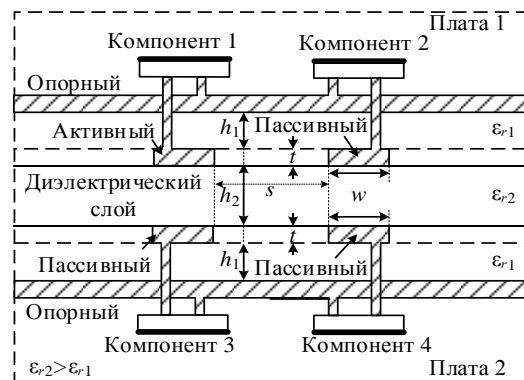 Плата 1
Компонент 1
Компонент 2
Опорный
Активный
h1
Пассивный
εr1
t
Диэлектрический
слой
h2
s
w
εr2
t
Пассивный
h1
Пассивный
εr1
Опорный
Компонент 3
Компонент 4
εr2>εr1
Плата 2